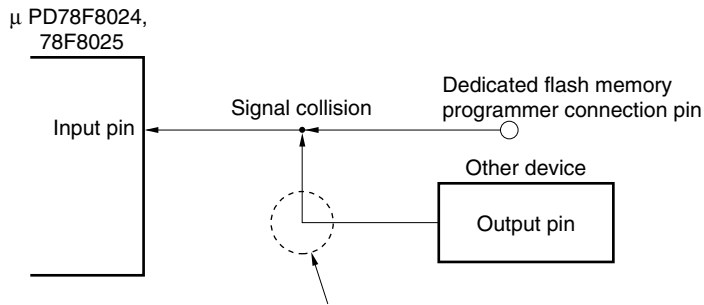 μ PD78F8024,
78F8025
Input pin
Signal collision
Dedicated flash memory
programmer connection pin
Other device
Output pin